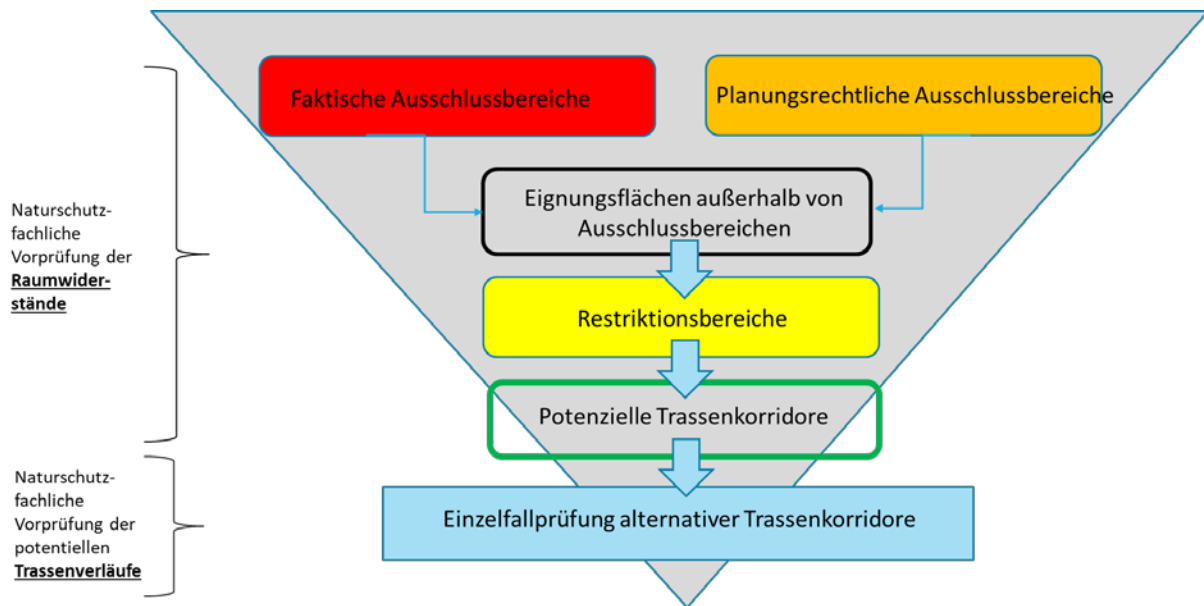 Faktische Ausschlussbereiche
Planungsrechtliche Ausschlussbereiche
Eignungsflächen außerhalb von
Ausschlussbereichen
Restriktionsbereiche
Potenzielle Trassenkorridore
Einzelfallprüfung alternativer Trassenkorridore
Naturschutz-
fachliche
Vorprüfung der
Raumwider-
stände
Naturschutz-
fachliche
Vorprüfung der
potentiellen
Trassenverläufe